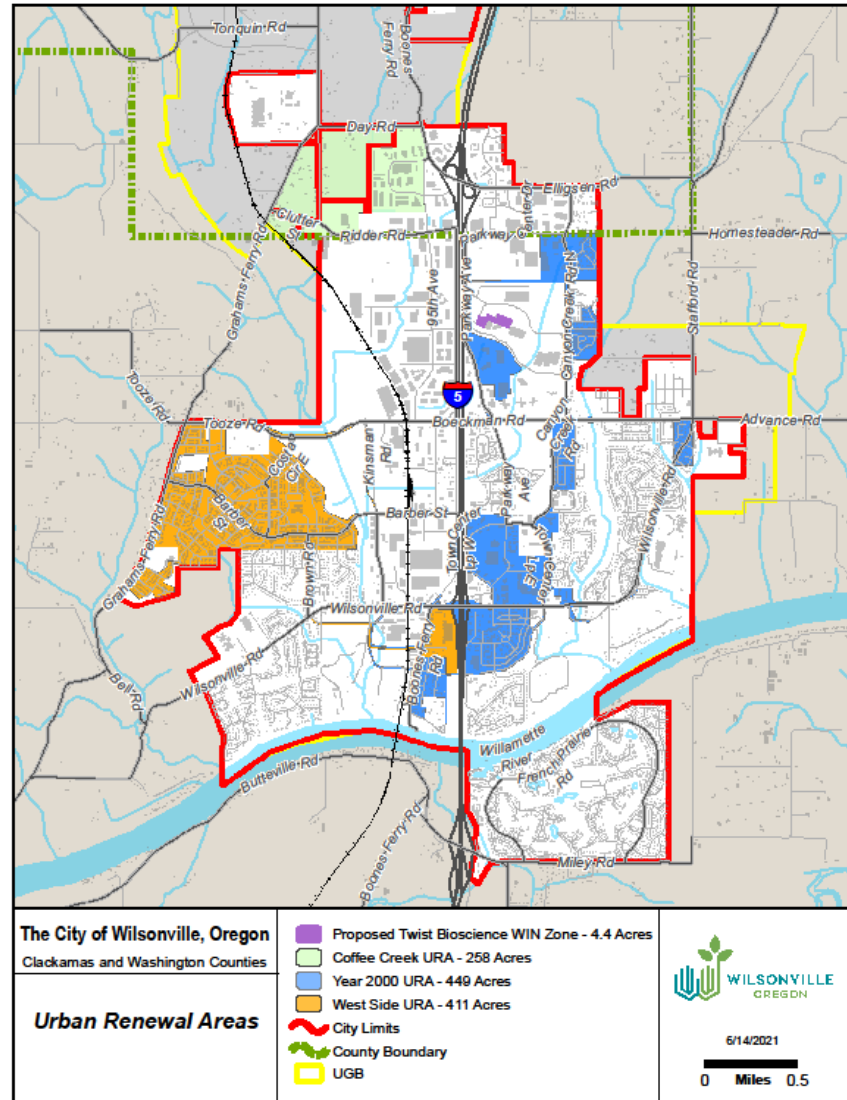 Tonquin Rd
Boones
Ferry Rd
Day Rd
Elligsen Rd
Clutter
St
Ridder Rd
Parkway Center Dr
Homesteader Rd
Grahams Ferry Rd
95th Ave
Parkway Ave
Canyon Creek Rd N
Stafford Rd
5
Tooze Rd
Tooze Rd
Boeckman Rd
Advance Rd
Costa
Cir E
Kinsman
Rd
Canyon
Creek
Rd
Parkway
Ave
Barber
St
Barber St
Town Center
Lp W
Town Center
Lp E
Wilsonville Rd
Grahams Ferry Rd
Brown Rd
Wilsonville Rd
Boones Ferry
Rd
Bell Rd
Wilsonville Rd
Willamette
River
French Prairie
Rd
Butteville Rd
Boones Ferry Rd
Miley Rd
The City of Wilsonville, Oregon
Clackamas and Washington Counties
Urban Renewal Areas
Proposed Twist Bioscience WIN Zone - 4.4 Acres
Coffee Creek URA - 258 Acres
Year 2000 URA - 449 Acres
West Side URA - 411 Acres
City Limits
County Boundary
UGB
WILSONVILLE
OREGON
6/14/2021
0 Miles 0.5